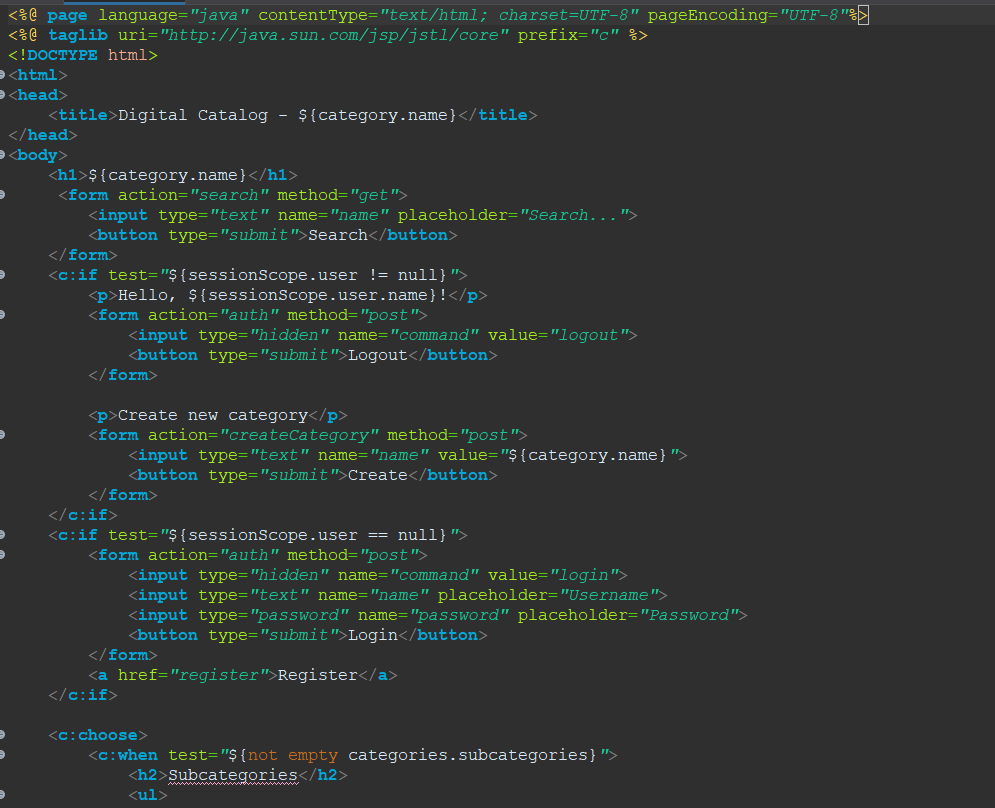 <%@ page language="java" contentType="text/html; charset=UTF-8" pageEncoding="UTF-8"%>
<%@ taglib uri="http://java.sun.com/jsp/jstl/core" prefix="c" %>
<!DOCTYPE html>
<html>
<head>
    <title>Digital Catalog - ${category.name}</title>
</head>
<body>
    <h1>${category.name}</h1>
     <form action="search" method="get">
        <input type="text" name="name" placeholder="Search...">
        <button type="submit">Search</button>
    </form>
    <c:if test="${sessionScope.user != null}">
        <p>Hello, ${sessionScope.user.name}!</p>
        <form action="auth" method="post">
            <input type="hidden" name="command" value="logout">
            <button type="submit">Logout</button>
        </form>

        <p>Create new category</p>
        <form action="createCategory" method="post">
            <input type="text" name="name" value="${category.name}">
            <button type="submit">Create</button>
        </form>
    </c:if>
    <c:if test="${sessionScope.user == null}">
        <form action="auth" method="post">
            <input type="hidden" name="command" value="login">
            <input type="text" name="name" placeholder="Username">
            <input type="password" name="password" placeholder="Password">
            <button type="submit">Login</button>
        </form>
        <a href="register">Register</a>
    </c:if>

    <c:choose>
        <c:when test="${not empty categories.subcategories}">
            <h2>Subcategories</h2>
            <ul>